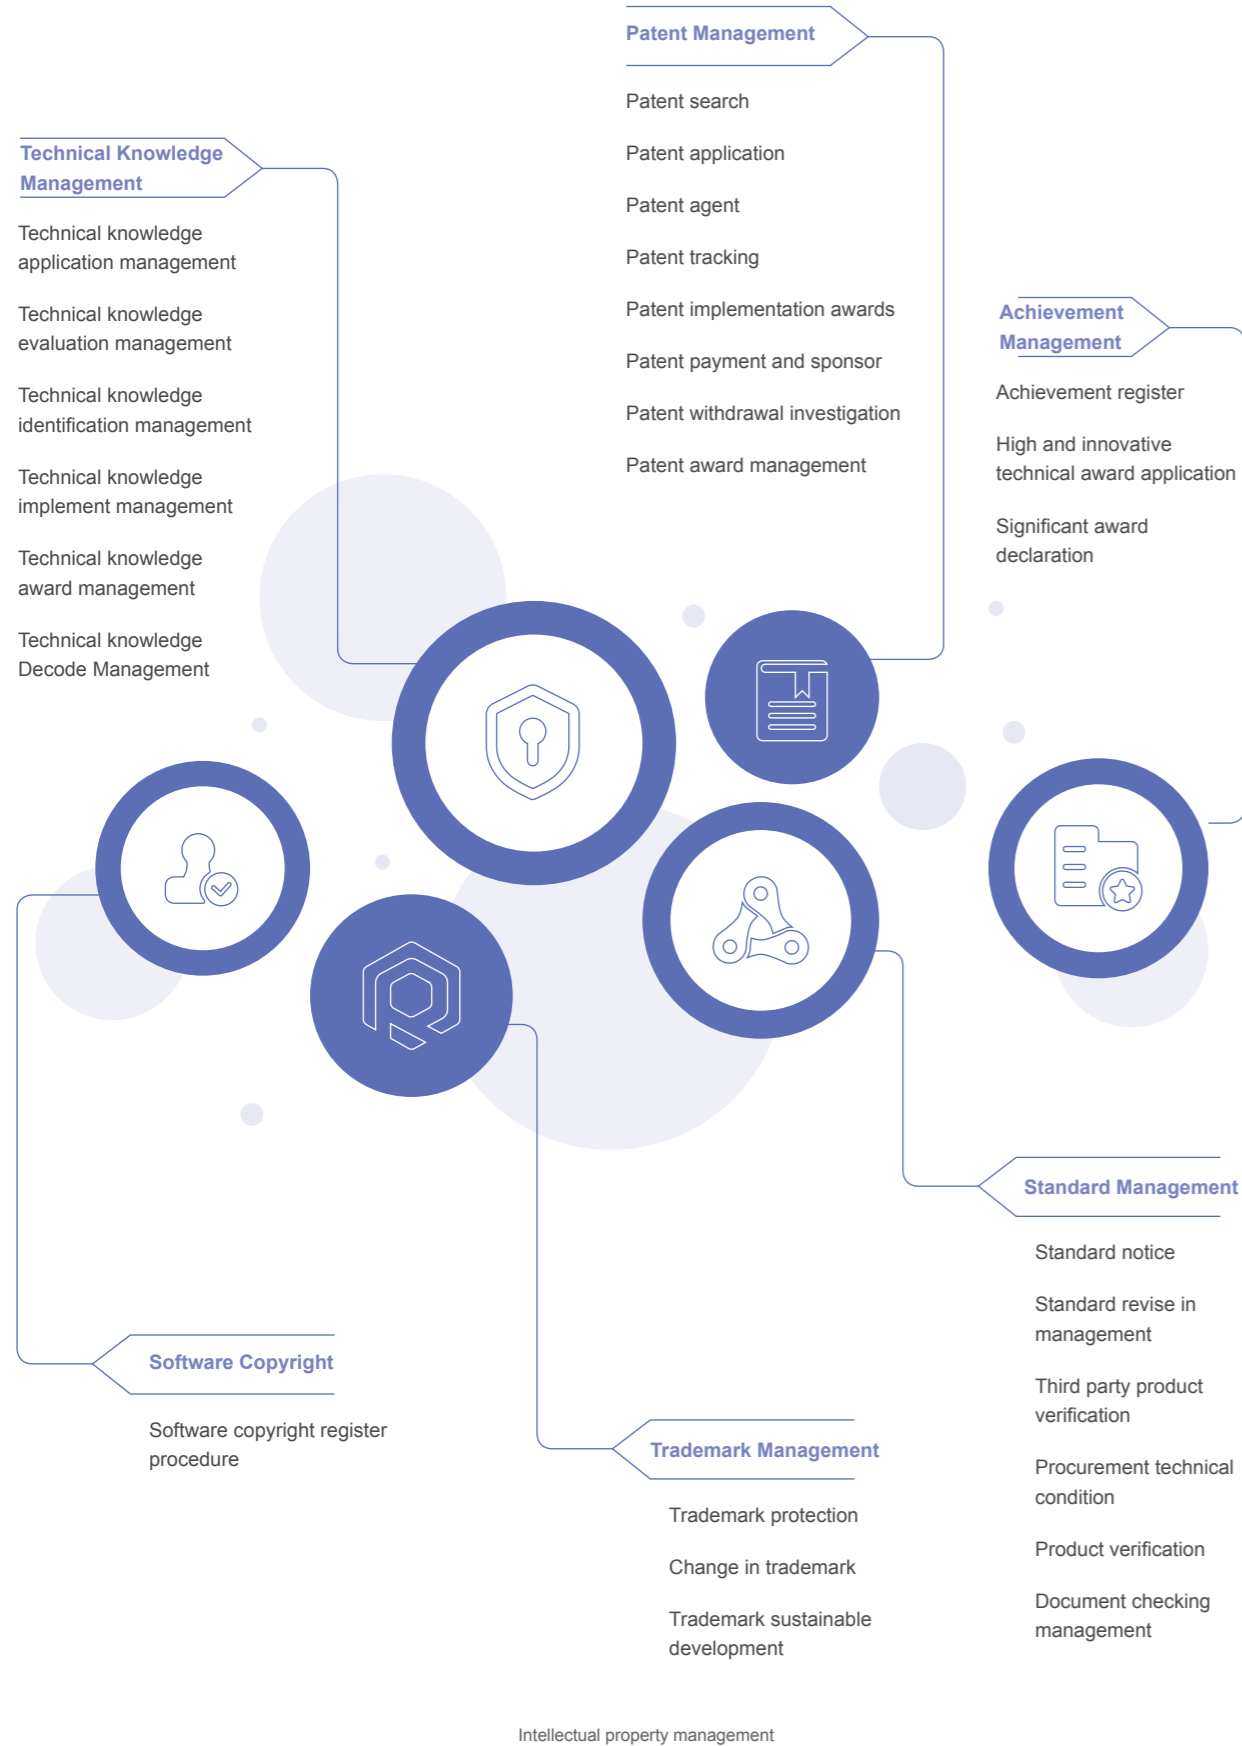 Patent Management
Patent search
Patent application
Patent agent
Patent tracking
Patent implementation awards
Patent payment and sponsor
Patent withdrawal investigation
Patent award management
Technical Knowledge
Management
Technical knowledge
application management
Technical knowledge
evaluation management
Technical knowledge
identification management
Technical knowledge
implement management
Technical knowledge
award management
Technical knowledge
Decode Management
Achievement
Management
Achievement register
High and innovative
technical award application
Significant award
declaration
Standard Management
Standard notice
Standard revise in
management
Third party product
verification
Procurement technical
condition
Product verification
Document checking
management
Software Copyright
Software copyright register
procedure
Trademark Management
Trademark protection
Change in trademark
Trademark sustainable
development
Intellectual property management